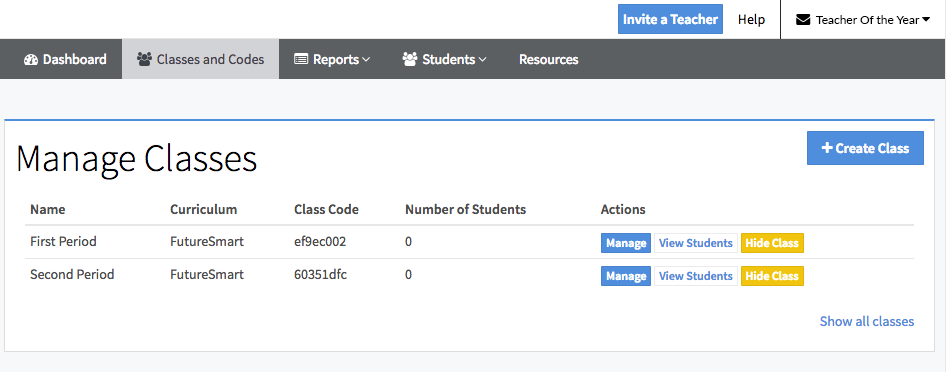 Invite a Teacher Help Teacher Of the Year
Dashboard Classes and Codes Reports Students Resources
Manage Classes
+ Create Class
Name Curriculum Class Code Number of Students Actions
First Period FutureSmart ef9ec002 0 Manage View Students Hide Class
Second Period FutureSmart 60351dfc 0 Manage View Students Hide Class
Show all classes